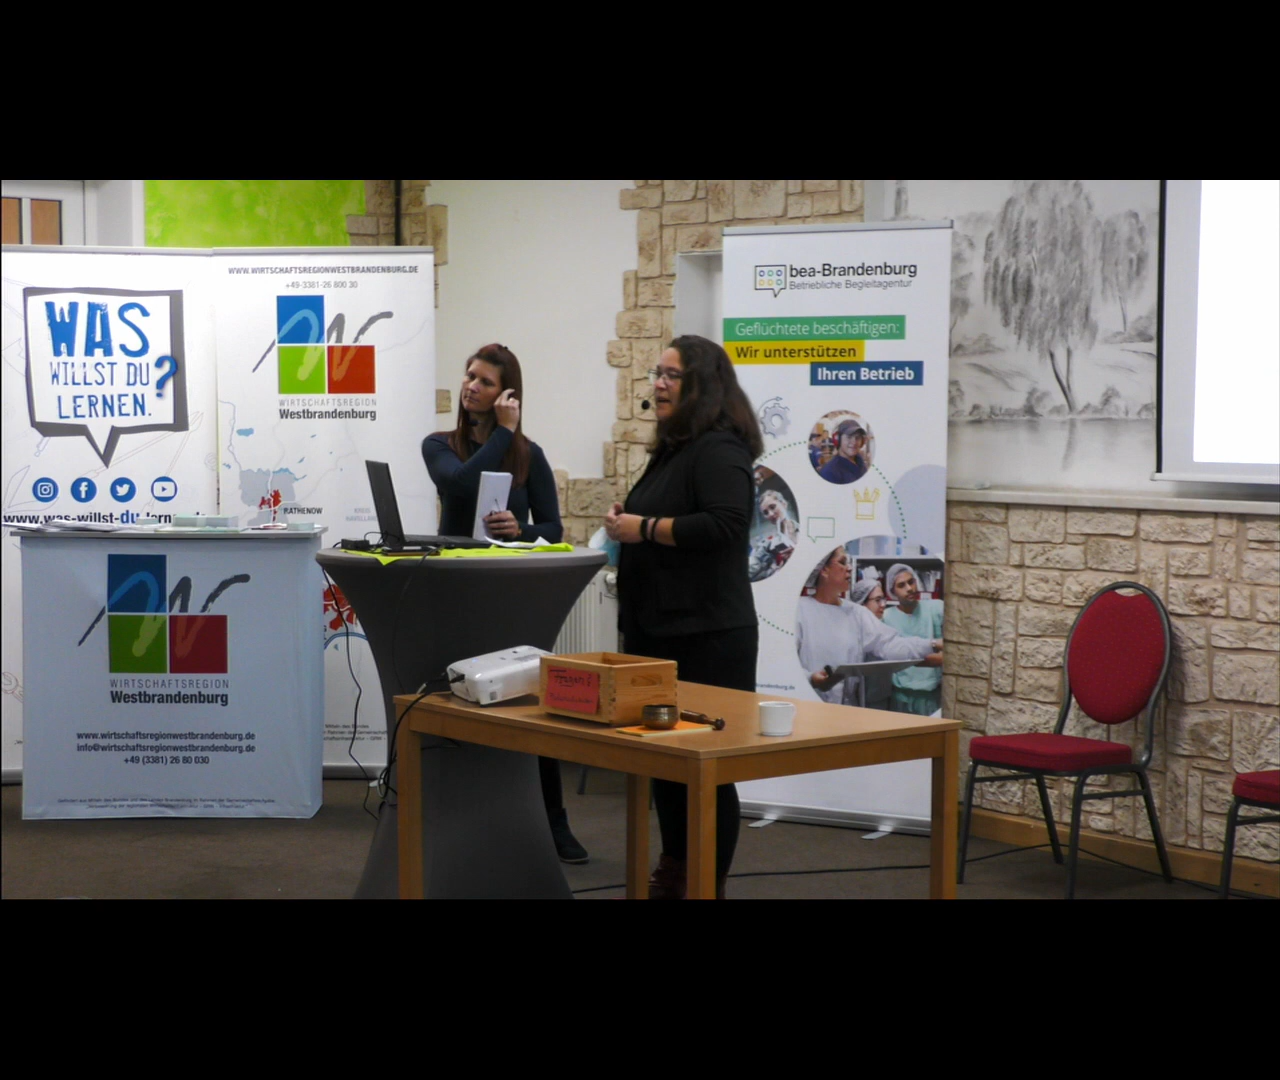 WAS
WILLST DU ?
LERNEN.
www.was-willst-du-lernen
WWW.WIRTSCHAFTSREGIONWESTBRANDENBURG.DE
+49-3381-26 800 30
WIRTSCHAFTSREGION
Westbrandenburg
RATHENOW
WIRTSCHAFTSREGION
Westbrandenburg
www.wirtschaftsregionwestbrandenburg.de
info@wirtschaftsregionwestbrandenburg.de
+49 (3381) 26 80 030
bea-Brandenburg
Betriebliche Begleitagentur
Geflüchtete beschäftigen:
Wir unterstützen
Ihren Betrieb
Fragen?